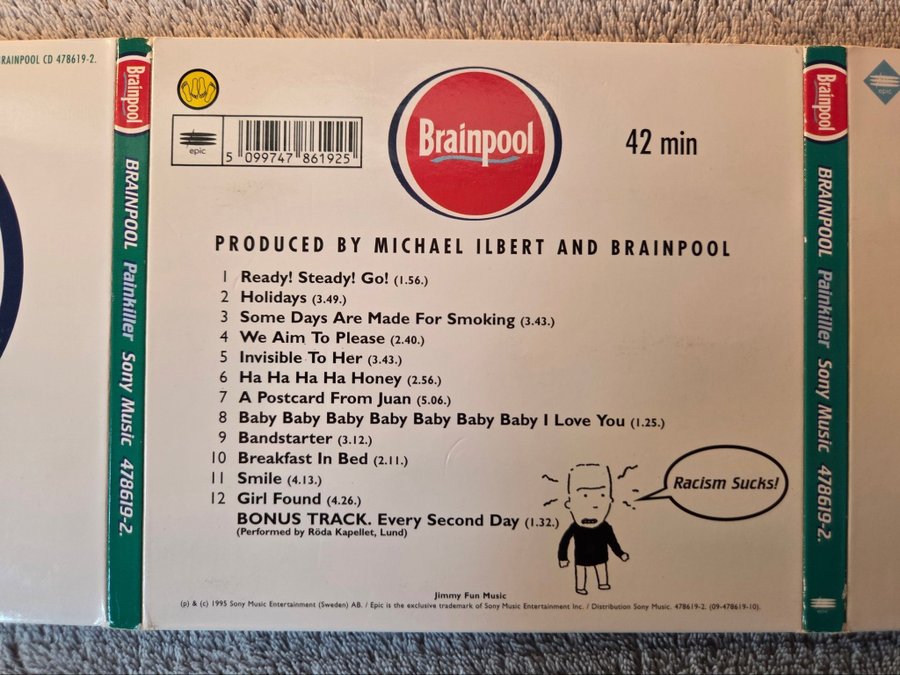 BRAINPOOL CD 478619-2.
Brainpool
BRAINPOOL Painkiller Sony Music 478619-2.
epic
5 099747 861925
Brainpool
42 min
PRODUCED BY MICHAEL ILBERT AND BRAINPOOL
1 Ready! Steady! Go! (1.56.)
2 Holidays (3.49.)
3 Some Days Are Made For Smoking (3.43.)
4 We Aim To Please (2.40.)
5 Invisible To Her (3.43.)
6 Ha Ha Ha Ha Honey (2.56.)
7 A Postcard From Juan (5.06.)
8 Baby Baby Baby Baby Baby Baby Baby I Love You (1.25.)
9 Bandstarter (3.12.)
10 Breakfast In Bed (2.11.)
11 Smile (4.13.)
12 Girl Found (4.26.)
BONUS TRACK. Every Second Day (1.32.)
(Performed by Röda Kapellet, Lund)
Racism Sucks!
Jimmy Fun Music
(p) & (c) 1995 Sony Music Entertainment (Sweden) AB. / Epic is the exclusive trademark of Sony Music Entertainment Inc. / Distribution Sony Music. 478619-2. (09-478619-10).
Brainpool
BRAINPOOL Painkiller Sony Music 478619-2.
epic